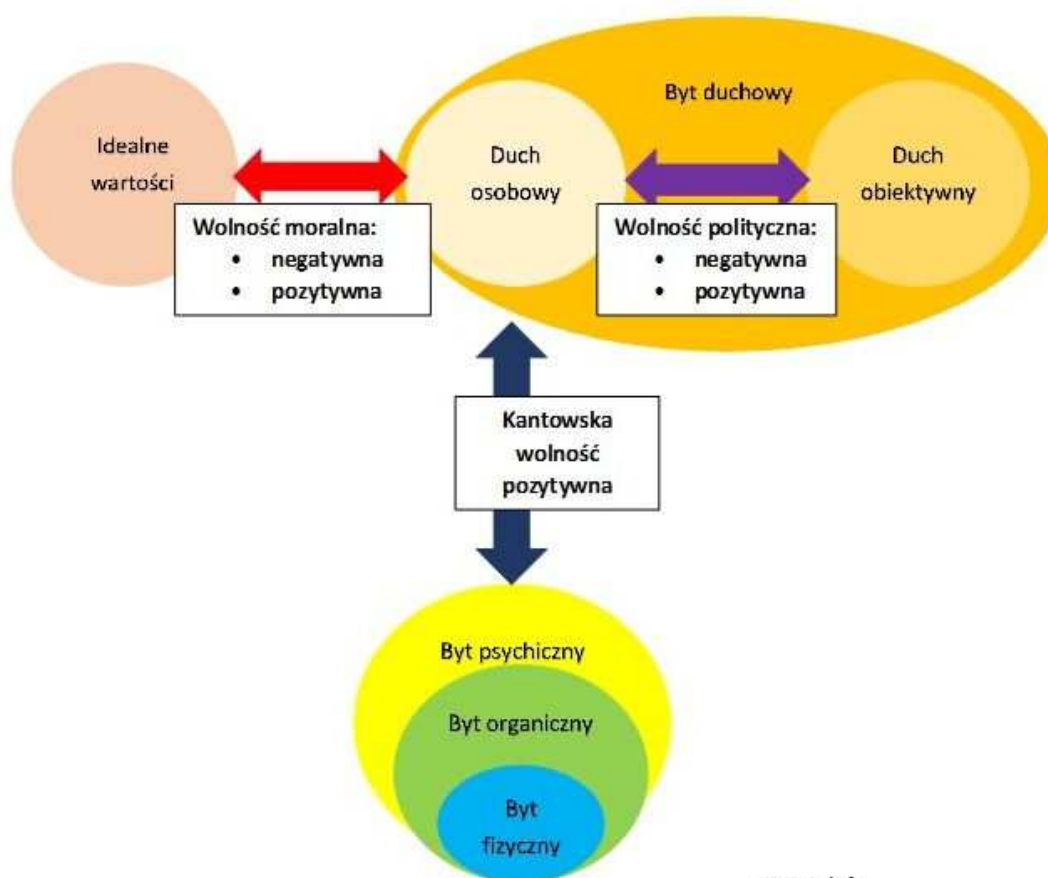 Byt duchowy
Idealne
wartości
Duch
osobowy
Duch
obiektywny
Wolność moralna:
• negatywna
• pozytywna
Wolność polityczna:
• negatywna
• pozytywna
Kantowska
wolność
pozytywna
Byt psychiczny
Byt organiczny
Byt
fizyczny